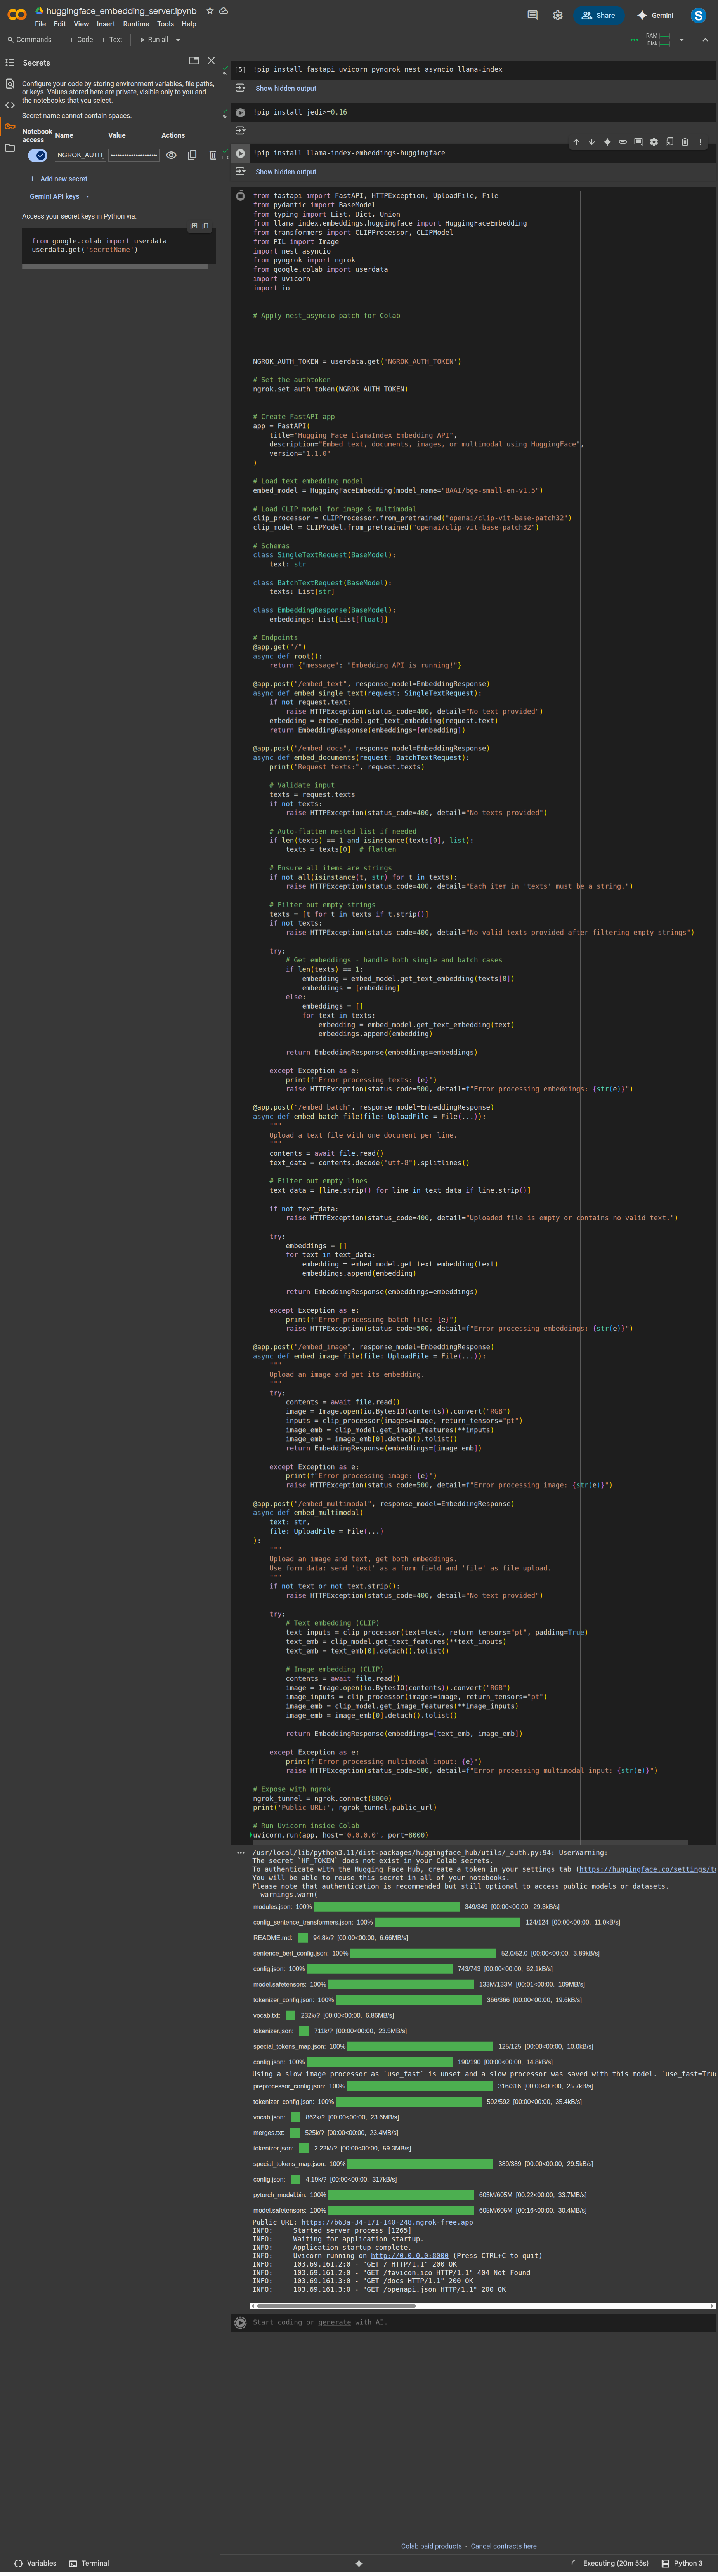 huggingface_embedding_server.ipynb
File Edit View Insert Runtime Tools Help
Share
Gemini
S
Commands + Code + Text Run all
RAM
Disk
Secrets
Configure your code by storing environment variables, file paths,
or keys. Values stored here are private, visible only to you and
the notebooks that you select.
Secret name cannot contain spaces.
Notebook access Name Value Actions
NGROK_AUTH_ ••••••••••••••••••••
+ Add new secret
Gemini API keys
Access your secret keys in Python via:
from google.colab import userdata
userdata.get('secretName')
[5] !pip install fastapi uvicorn pyngrok nest_asyncio llama-index
Show hidden output
!pip install jedi>=0.16
!pip install llama-index-embeddings-huggingface
Show hidden output
from fastapi import FastAPI, HTTPException, UploadFile, File
from pydantic import BaseModel
from typing import List, Dict, Union
from llama_index.embeddings.huggingface import HuggingFaceEmbedding
from transformers import CLIPProcessor, CLIPModel
from PIL import Image
import nest_asyncio
from pyngrok import ngrok
from google.colab import userdata
import uvicorn
import io
# Apply nest_asyncio patch for Colab
NGROK_AUTH_TOKEN = userdata.get('NGROK_AUTH_TOKEN')
# Set the authtoken
ngrok.set_auth_token(NGROK_AUTH_TOKEN)
# Create FastAPI app
app = FastAPI(
    title="Hugging Face LlamaIndex Embedding API",
    description="Embed text, documents, images, or multimodal using HuggingFace",
    version="1.1.0"
)
# Load text embedding model
embed_model = HuggingFaceEmbedding(model_name="BAAI/bge-small-en-v1.5")
# Load CLIP model for image & multimodal
clip_processor = CLIPProcessor.from_pretrained("openai/clip-vit-base-patch32")
clip_model = CLIPModel.from_pretrained("openai/clip-vit-base-patch32")
# Schemas
class SingleTextRequest(BaseModel):
    text: str
class BatchTextRequest(BaseModel):
    texts: List[str]
class EmbeddingResponse(BaseModel):
    embeddings: List[List[float]]
# Endpoints
@app.get("/")
async def root():
    return {"message": "Embedding API is running!"}
@app.post("/embed_text", response_model=EmbeddingResponse)
async def embed_single_text(request: SingleTextRequest):
    if not request.text:
        raise HTTPException(status_code=400, detail="No text provided")
    embedding = embed_model.get_text_embedding(request.text)
    return EmbeddingResponse(embeddings=[embedding])
@app.post("/embed_docs", response_model=EmbeddingResponse)
async def embed_documents(request: BatchTextRequest):
    print("Request texts:", request.texts)
    # Validate input
    texts = request.texts
    if not texts:
        raise HTTPException(status_code=400, detail="No texts provided")
    # Auto-flatten nested list if needed
    if len(texts) == 1 and isinstance(texts[0], list):
        texts = texts[0]  # flatten
    # Ensure all items are strings
    if not all(isinstance(t, str) for t in texts):
        raise HTTPException(status_code=400, detail="Each item in 'texts' must be a string.")
    # Filter out empty strings
    texts = [t for t in texts if t.strip()]
    if not texts:
        raise HTTPException(status_code=400, detail="No valid texts provided after filtering empty strings")
    try:
        # Get embeddings - handle both single and batch cases
        if len(texts) == 1:
            embedding = embed_model.get_text_embedding(texts[0])
            embeddings = [embedding]
        else:
            embeddings = []
            for text in texts:
                embedding = embed_model.get_text_embedding(text)
                embeddings.append(embedding)
        return EmbeddingResponse(embeddings=embeddings)
    except Exception as e:
        print(f"Error processing texts: {e}")
        raise HTTPException(status_code=500, detail=f"Error processing embeddings: {str(e)}")
@app.post("/embed_batch", response_model=EmbeddingResponse)
async def embed_batch_file(file: UploadFile = File(...)):
    """
    Upload a text file with one document per line.
    """
    contents = await file.read()
    text_data = contents.decode("utf-8").splitlines()
    # Filter out empty lines
    text_data = [line.strip() for line in text_data if line.strip()]
    if not text_data:
        raise HTTPException(status_code=400, detail="Uploaded file is empty or contains no valid text.")
    try:
        embeddings = []
        for text in text_data:
            embedding = embed_model.get_text_embedding(text)
            embeddings.append(embedding)
        return EmbeddingResponse(embeddings=embeddings)
    except Exception as e:
        print(f"Error processing batch file: {e}")
        raise HTTPException(status_code=500, detail=f"Error processing embeddings: {str(e)}")
@app.post("/embed_image", response_model=EmbeddingResponse)
async def embed_image_file(file: UploadFile = File(...)):
    """
    Upload an image and get its embedding.
    """
    try:
        contents = await file.read()
        image = Image.open(io.BytesIO(contents)).convert("RGB")
        inputs = clip_processor(images=image, return_tensors="pt")
        image_emb = clip_model.get_image_features(**inputs)
        image_emb = image_emb[0].detach().tolist()
        return EmbeddingResponse(embeddings=[image_emb])
    except Exception as e:
        print(f"Error processing image: {e}")
        raise HTTPException(status_code=500, detail=f"Error processing image: {str(e)}")
@app.post("/embed_multimodal", response_model=EmbeddingResponse)
async def embed_multimodal(
    text: str,
    file: UploadFile = File(...)
):
    """
    Upload an image and text, get both embeddings.
    Use form data: send 'text' as a form field and 'file' as file upload.
    """
    if not text or not text.strip():
        raise HTTPException(status_code=400, detail="No text provided")
    try:
        # Text embedding (CLIP)
        text_inputs = clip_processor(text=text, return_tensors="pt", padding=True)
        text_emb = clip_model.get_text_features(**text_inputs)
        text_emb = text_emb[0].detach().tolist()
        # Image embedding (CLIP)
        contents = await file.read()
        image = Image.open(io.BytesIO(contents)).convert("RGB")
        image_inputs = clip_processor(images=image, return_tensors="pt")
        image_emb = clip_model.get_image_features(**image_inputs)
        image_emb = image_emb[0].detach().tolist()
        return EmbeddingResponse(embeddings=[text_emb, image_emb])
    except Exception as e:
        print(f"Error processing multimodal input: {e}")
        raise HTTPException(status_code=500, detail=f"Error processing multimodal input: {str(e)}")
# Expose with ngrok
ngrok_tunnel = ngrok.connect(8000)
print('Public URL:', ngrok_tunnel.public_url)
# Run Uvicorn inside Colab
uvicorn.run(app, host='0.0.0.0', port=8000)
/usr/local/lib/python3.11/dist-packages/huggingface_hub/utils/_auth.py:94: UserWarning:
The secret `HF_TOKEN` does not exist in your Colab secrets.
To authenticate with the Hugging Face Hub, create a token in your settings tab (https://huggingface.co/settings/t
You will be able to reuse this secret in all of your notebooks.
Please note that authentication is recommended but still optional to access public models or datasets.
  warnings.warn(
modules.json: 100% 349/349 [00:00<00:00, 29.3kB/s]
config_sentence_transformers.json: 100% 124/124 [00:00<00:00, 11.0kB/s]
README.md: 94.8k/? [00:00<00:00, 6.66MB/s]
sentence_bert_config.json: 100% 52.0/52.0 [00:00<00:00, 3.89kB/s]
config.json: 100% 743/743 [00:00<00:00, 62.1kB/s]
model.safetensors: 100% 133M/133M [00:01<00:00, 109MB/s]
tokenizer_config.json: 100% 366/366 [00:00<00:00, 19.6kB/s]
vocab.txt: 232k/? [00:00<00:00, 6.86MB/s]
tokenizer.json: 711k/? [00:00<00:00, 23.5MB/s]
special_tokens_map.json: 100% 125/125 [00:00<00:00, 10.0kB/s]
config.json: 100% 190/190 [00:00<00:00, 14.8kB/s]
Using a slow image processor as `use_fast` is unset and a slow processor was saved with this model. `use_fast=Tru
preprocessor_config.json: 100% 316/316 [00:00<00:00, 25.7kB/s]
tokenizer_config.json: 100% 592/592 [00:00<00:00, 35.4kB/s]
vocab.json: 862k/? [00:00<00:00, 23.6MB/s]
merges.txt: 525k/? [00:00<00:00, 23.4MB/s]
tokenizer.json: 2.22M/? [00:00<00:00, 59.3MB/s]
special_tokens_map.json: 100% 389/389 [00:00<00:00, 29.5kB/s]
config.json: 4.19k/? [00:00<00:00, 317kB/s]
pytorch_model.bin: 100% 605M/605M [00:22<00:00, 33.7MB/s]
model.safetensors: 100% 605M/605M [00:16<00:00, 30.4MB/s]
Public URL: https://b63a-34-171-140-248.ngrok-free.app
INFO:     Started server process [1265]
INFO:     Waiting for application startup.
INFO:     Application startup complete.
INFO:     Uvicorn running on http://0.0.0.0:8000 (Press CTRL+C to quit)
INFO:     103.69.161.2:0 - "GET / HTTP/1.1" 200 OK
INFO:     103.69.161.2:0 - "GET /favicon.ico HTTP/1.1" 404 Not Found
INFO:     103.69.161.3:0 - "GET /docs HTTP/1.1" 200 OK
INFO:     103.69.161.3:0 - "GET /openapi.json HTTP/1.1" 200 OK
Start coding or generate with AI.
Colab paid products - Cancel contracts here
Variables Terminal
Executing (20m 55s) Python 3